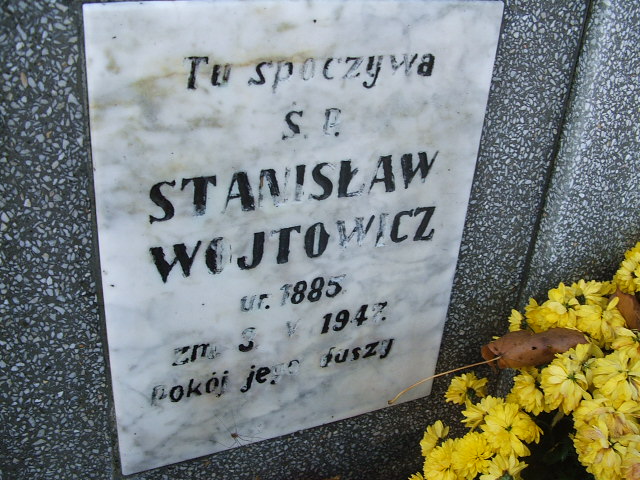 Tu spoczywa
Ś. P.
STANISŁAW
WOJTOWICZ
ur. 1885.
zm. 3 V 1947.
pokój jego duszy